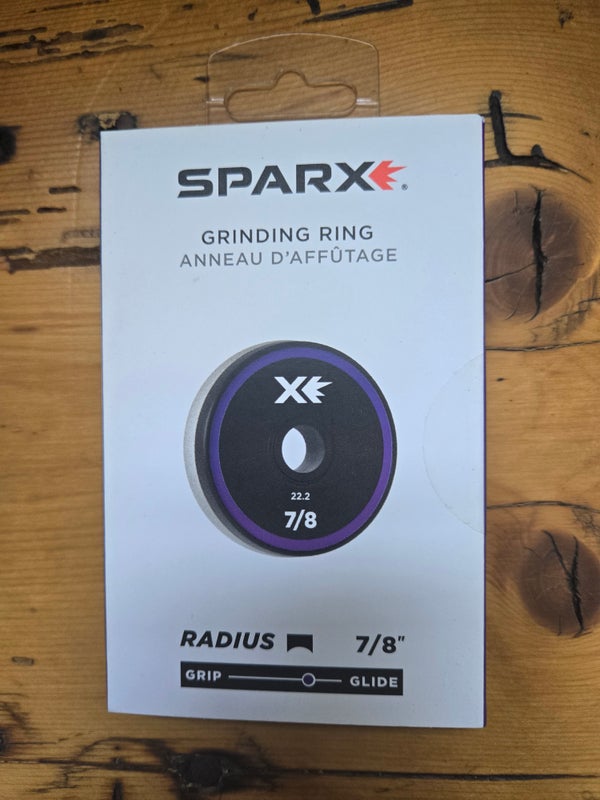 SPARX®
GRINDING RING
ANNEAU D'AFFÛTAGE
X
22.2
7/8
RADIUS 7/8"
GRIP GLIDE